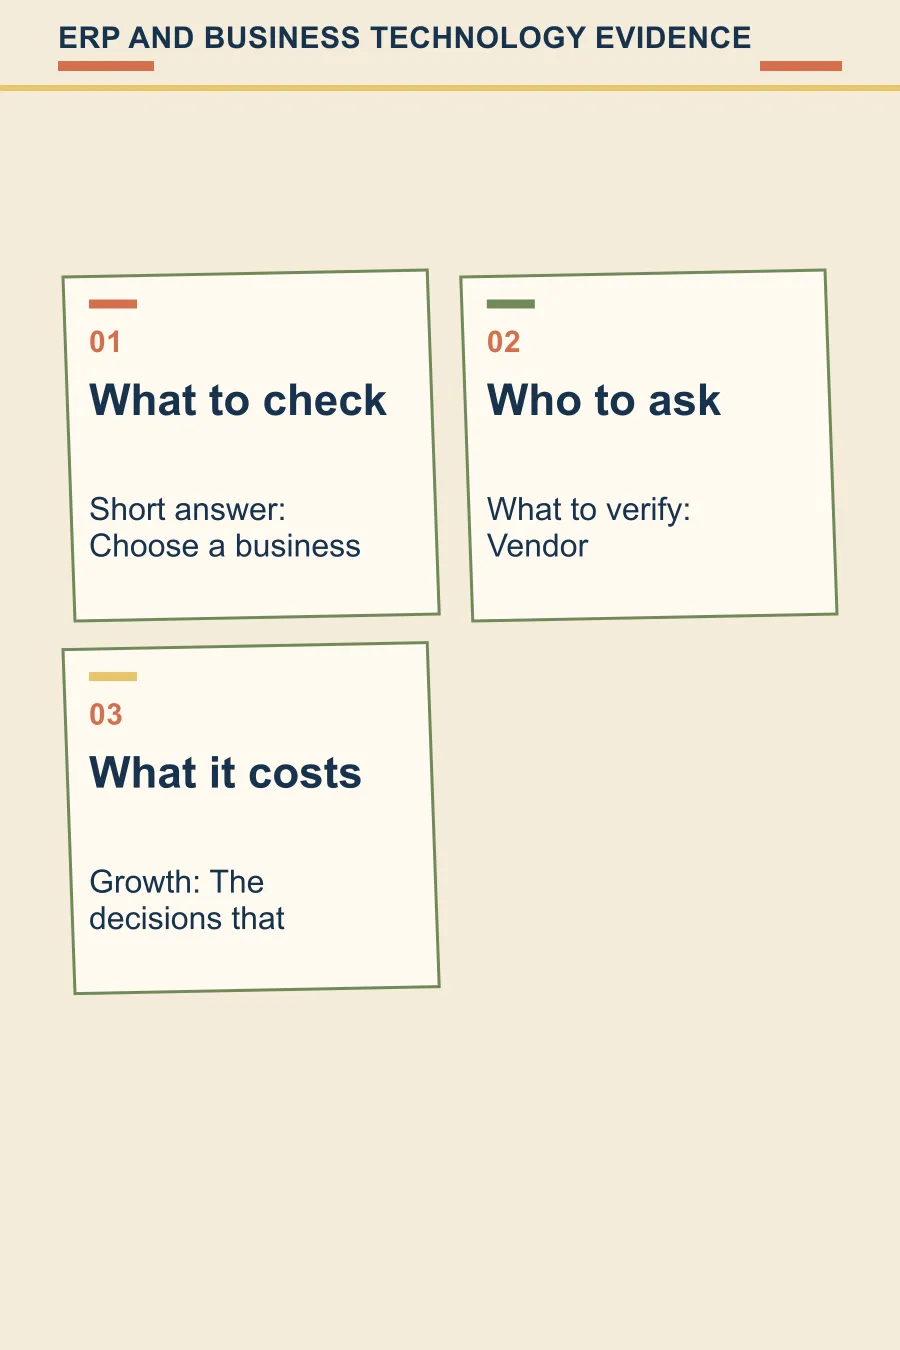 ERP AND BUSINESS TECHNOLOGY EVIDENCE
01
What to check
Short answer:
Choose a business
02
Who to ask
What to verify:
Vendor
03
What it costs
Growth: The
decisions that